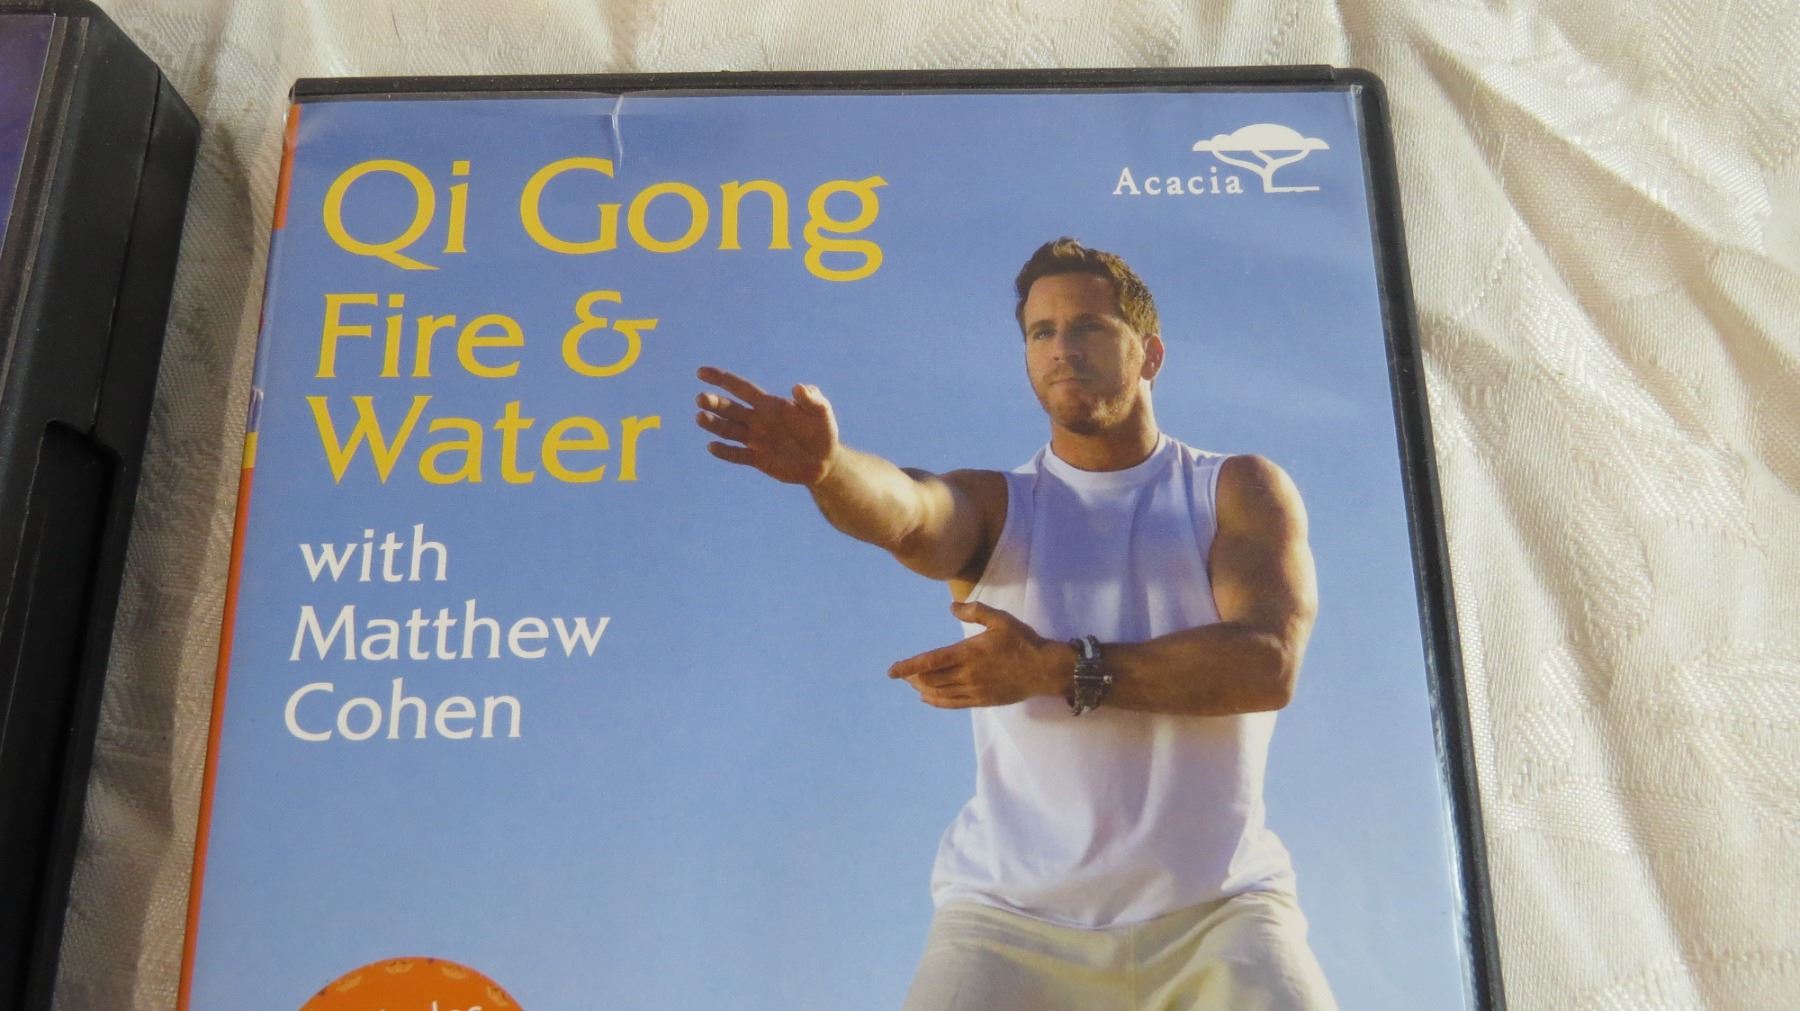 Qi Gong
Fire &
Water
with
Matthew
Cohen
Acacia